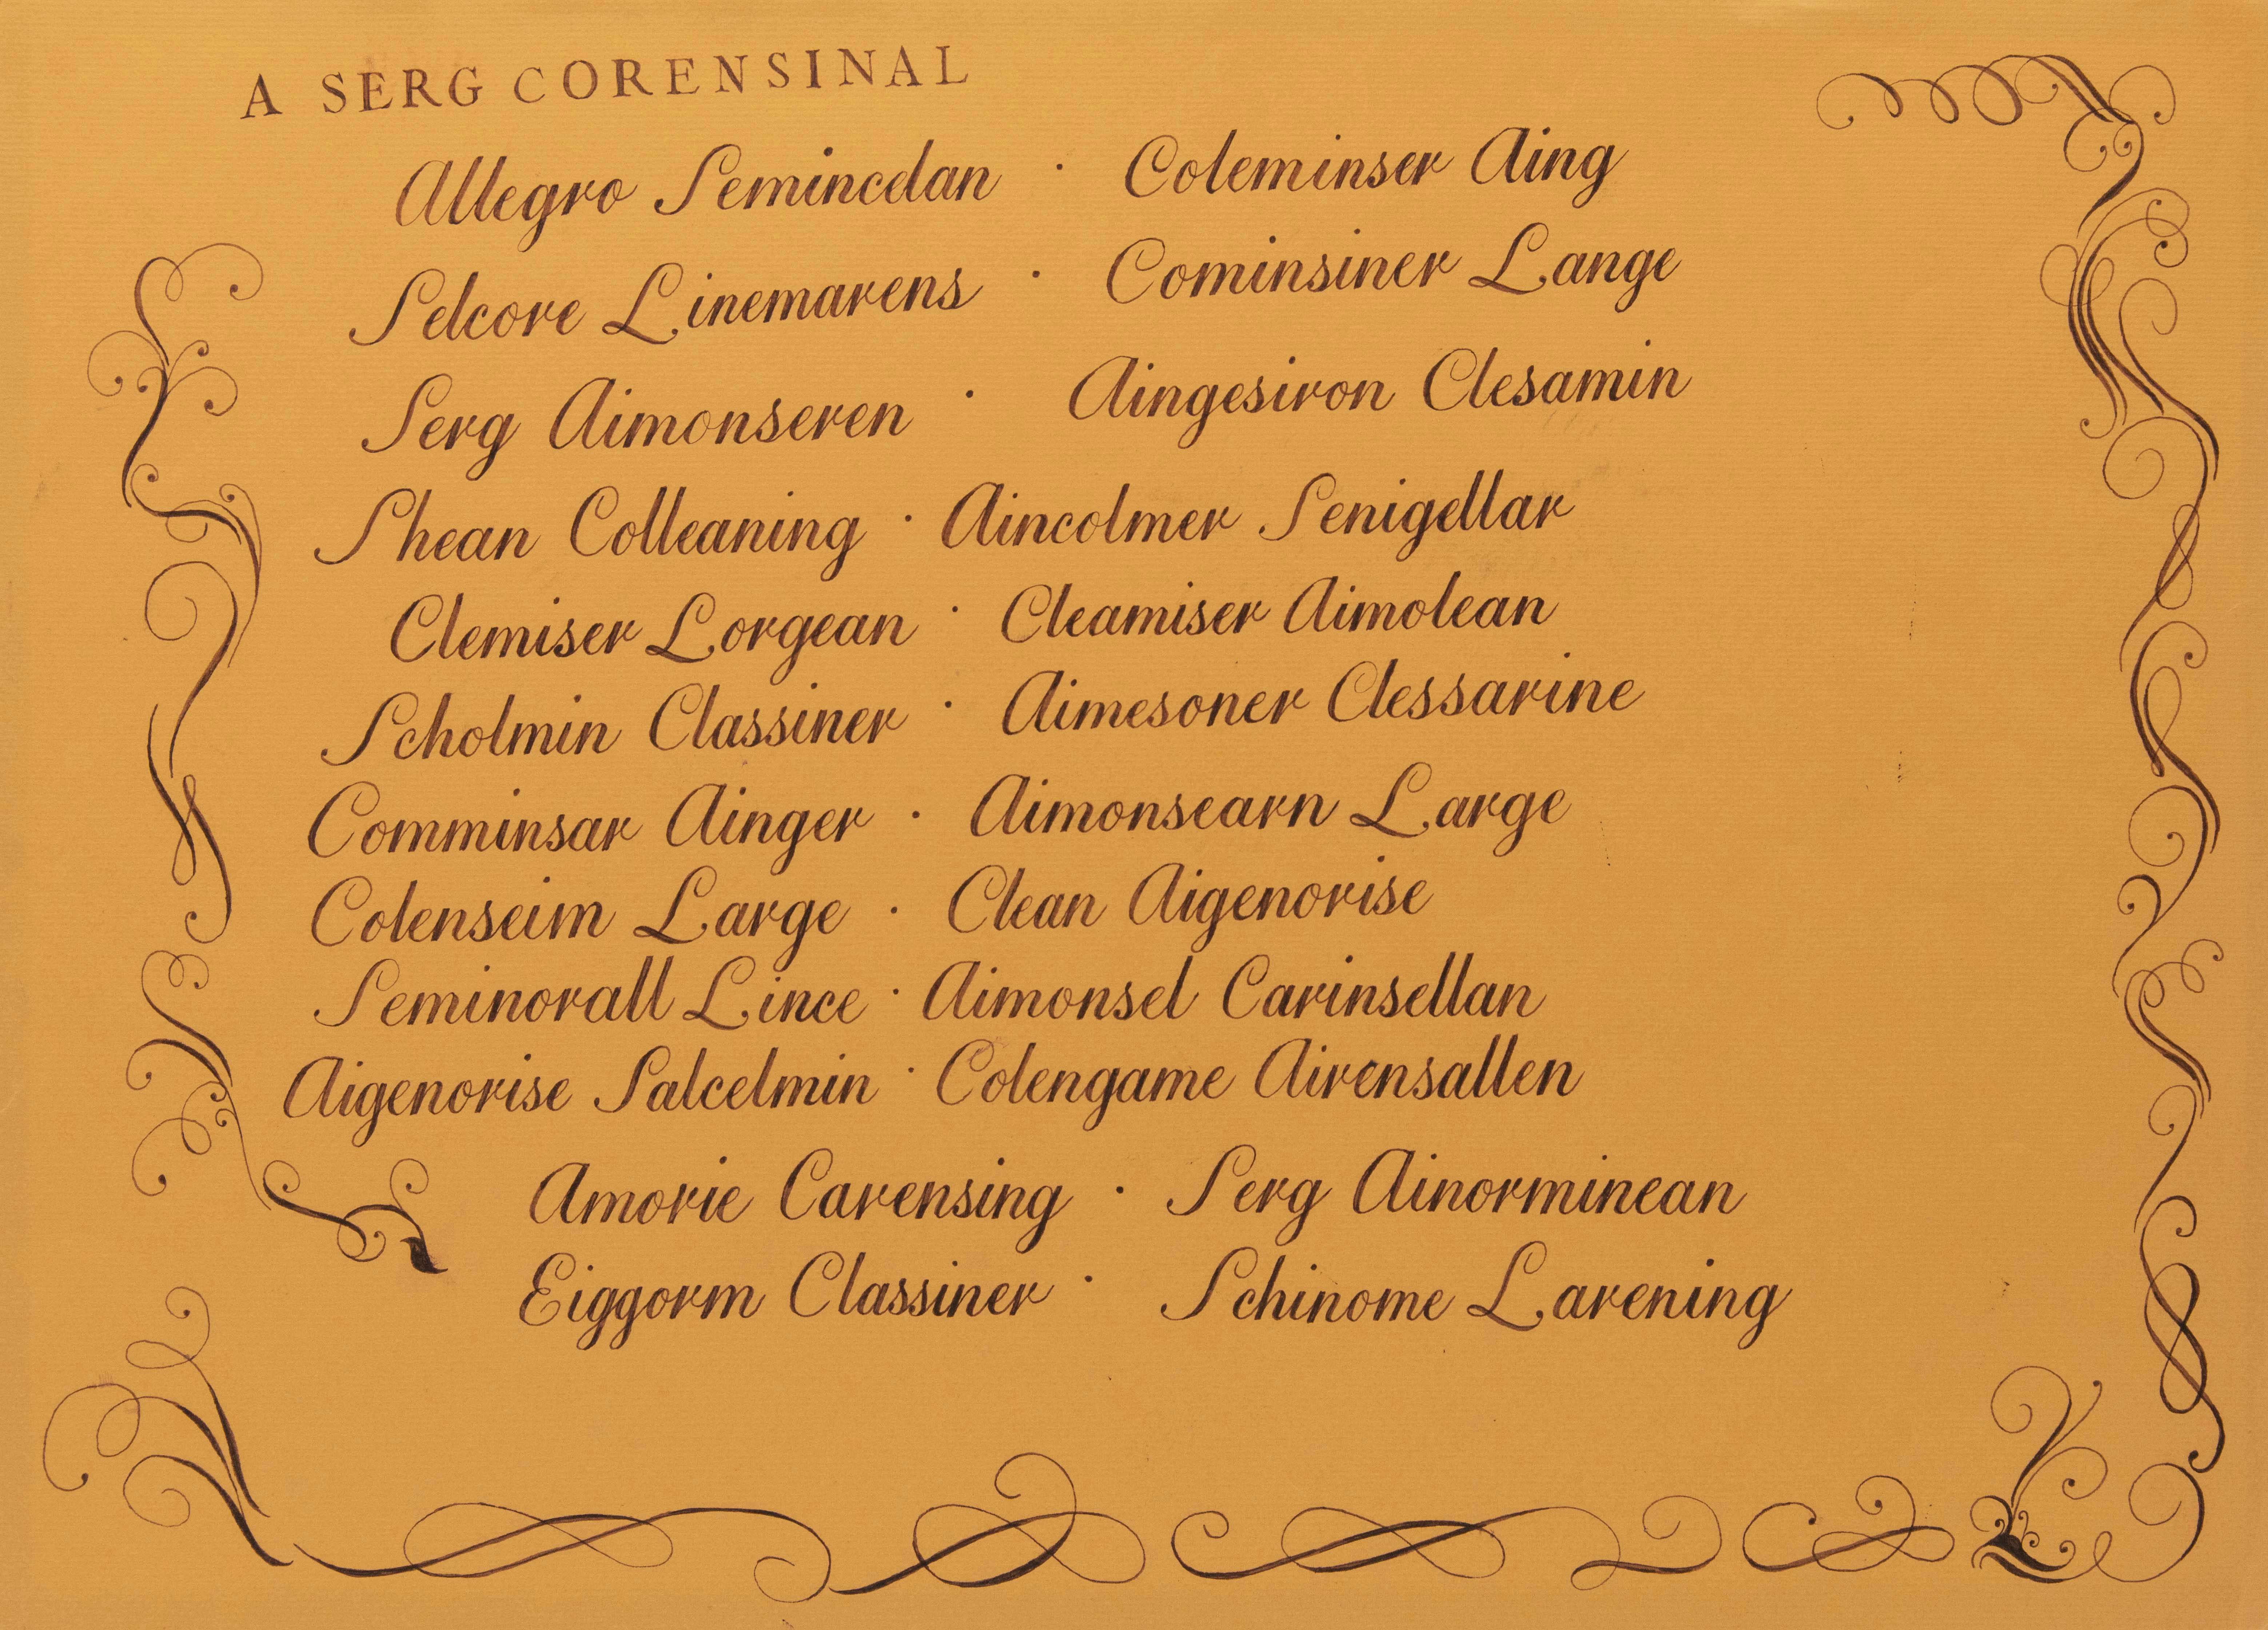 A SERG CORENSINAL
Allegro Semincelan · Coleminser Aing
Selcore Linemarens · Cominsiner Lange
Serg Aimonseren · Aingesiron Clesamin
Shean Colleaning · Aincolmer Senigellar
Clemiser Lorgean · Cleamiser Aimolean
Scholmin Classiner · Aimesoner Clessarine
Comminsar Ainger · Aimonsearn Large
Colenseim Large · Clean Aigenorise
Seminorall Lince · Aimonsel Carinsellan
Aigenorise Salcelmin · Colengame Airensallen
Amorie Carensing · Serg Ainorminean
Eiggorm Classiner · Schinome Larening